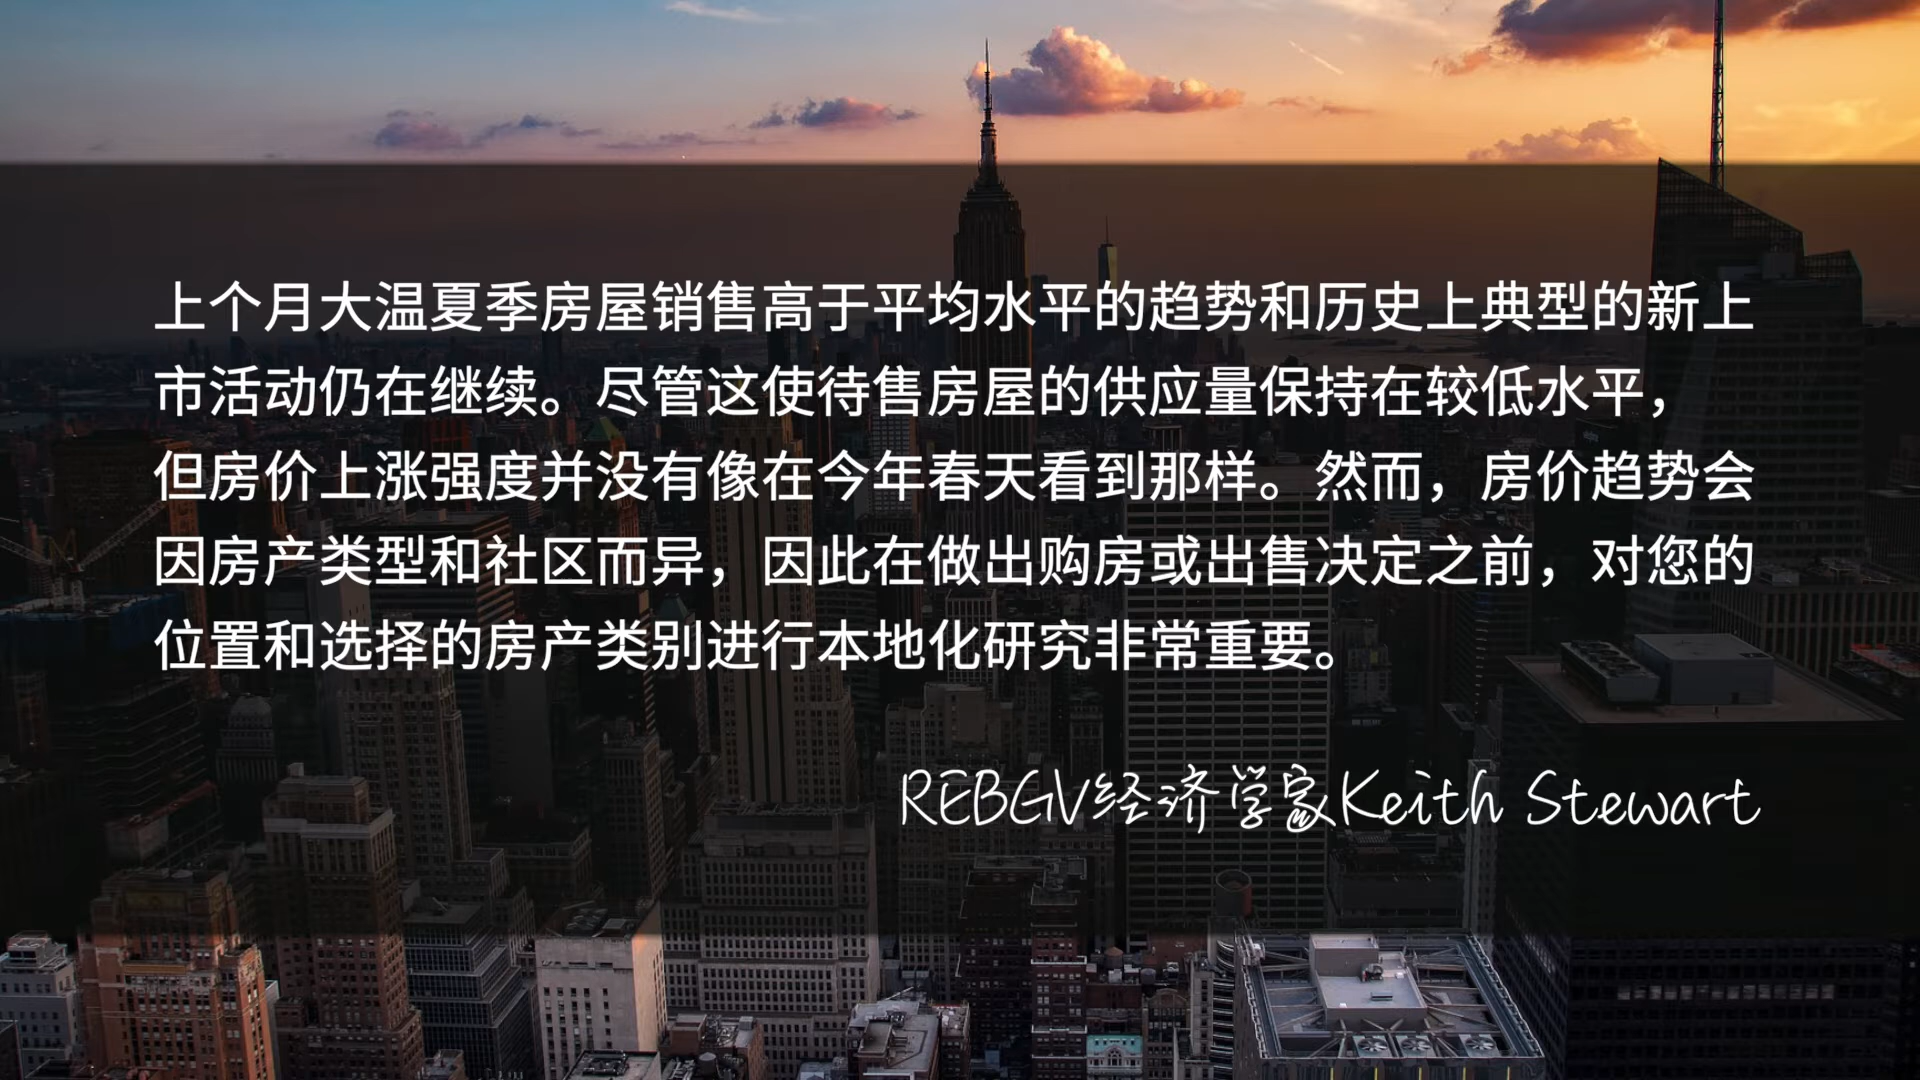 上个月大温夏季房屋销售高于平均水平的趋势和历史上典型的新上
市活动仍在继续。尽管这使待售房屋的供应量保持在较低水平，
但房价上涨强度并没有像在今年春天看到那样。然而，房价趋势会
因房产类型和社区而异，因此在做出购房或出售决定之前，对您的
位置和选择的房产类别进行本地化研究非常重要。
REBGV经济学家Keith Stewart